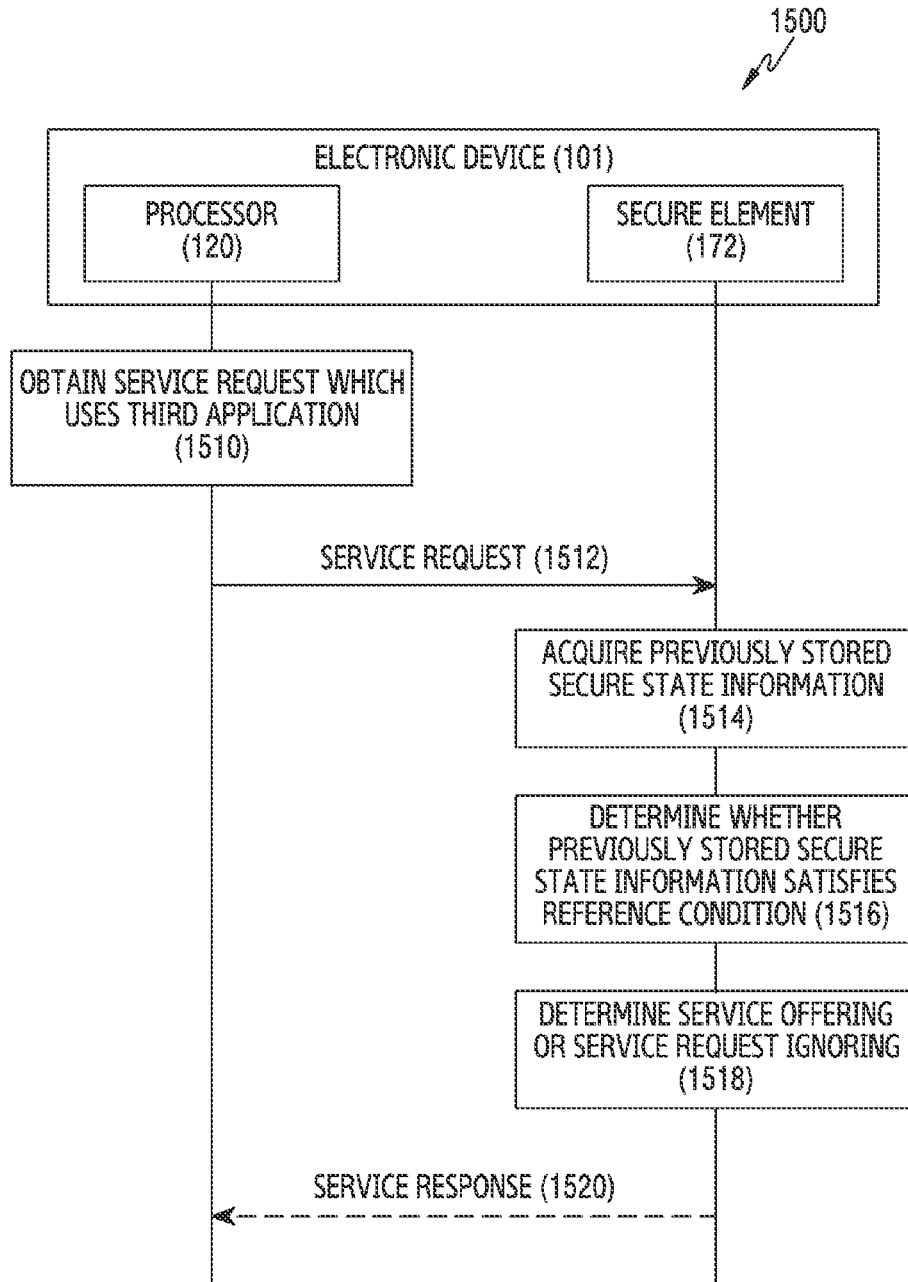 1500
ELECTRONIC DEVICE (101)
PROCESSOR
(120)
SECURE ELEMENT
(172)
OBTAIN SERVICE REQUEST WHICH
USES THIRD APPLICATION
(1510)
SERVICE REQUEST (1512)
ACQUIRE PREVIOUSLY STORED
SECURE STATE INFORMATION
(1514)
DETERMINE WHETHER
PREVIOUSLY STORED SECURE
STATE INFORMATION SATISFIES
REFERENCE CONDITION (1516)
DETERMINE SERVICE OFFERING
OR SERVICE REQUEST IGNORING
(1518)
SERVICE RESPONSE (1520)